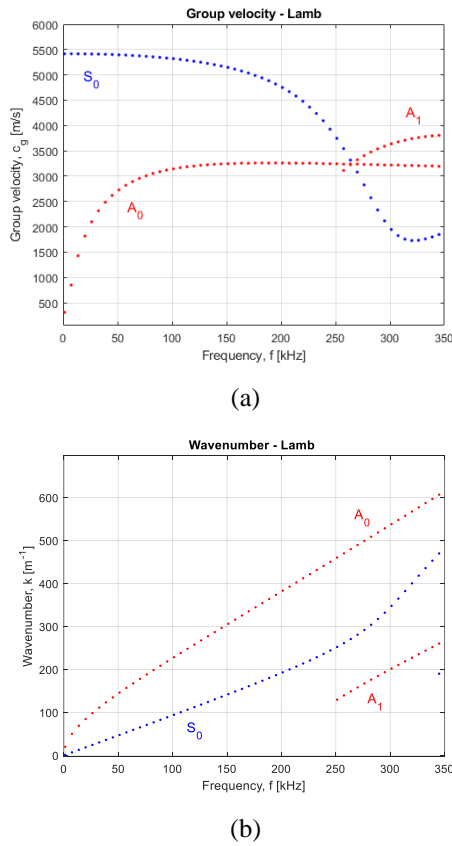 Group velocity - Lamb
6000
5500
5000
4500
4000
3500
3000
2500
2000
1500
1000
500
Group velocity, c_g [m/s]
S_0
A_0
A_1
0 50 100 150 200 250 300 350
Frequency, f [kHz]
(a)
Wavenumber - Lamb
600
500
400
300
200
100
0
Wavenumber, k [m^-1]
A_0
S_0
A_1
0 50 100 150 200 250 300 350
Frequency, f [kHz]
(b)